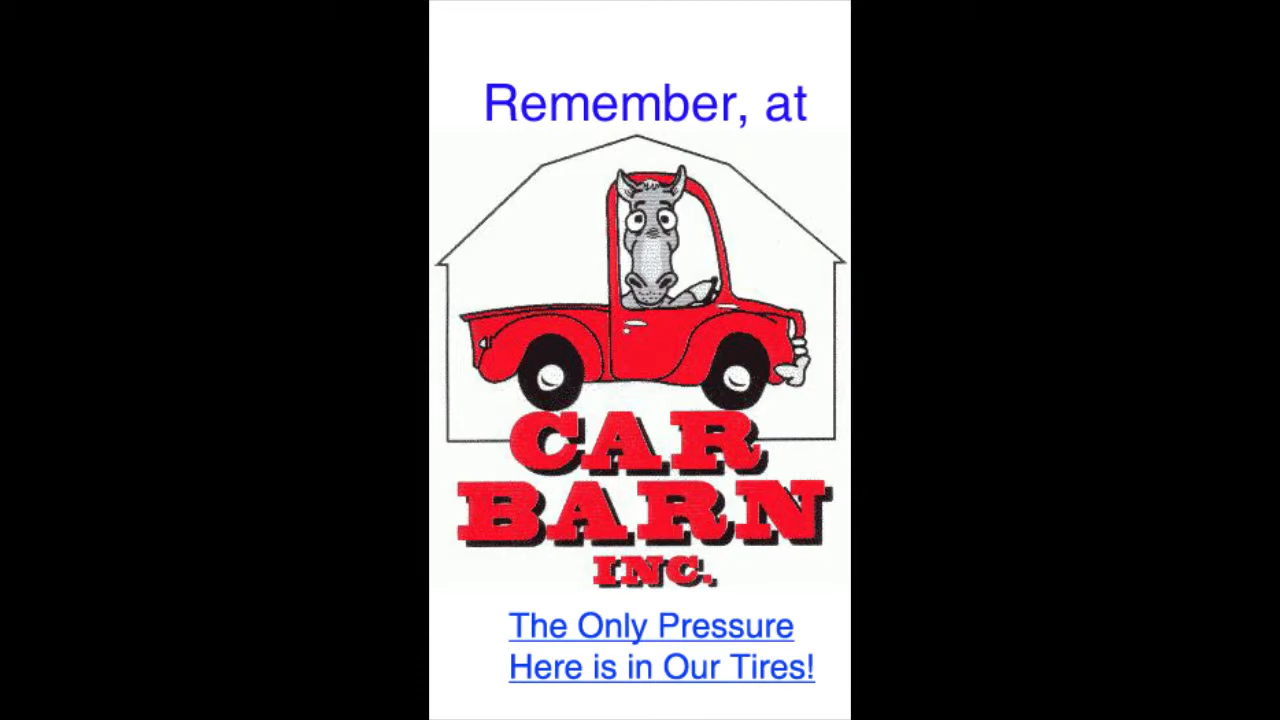 Remember, at
CAR
BARN
INC.
The Only Pressure
Here is in Our Tires!